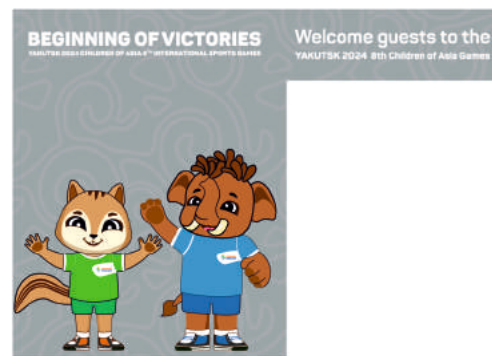 BEGINNING OF VICTORIES
YAKUTSK 2024 CHILDREN OF ASIA 8TH INTERNATIONAL SPORTS GAMES
Welcome guests to the
YAKUTSK 2024 8th Children of Asia Games